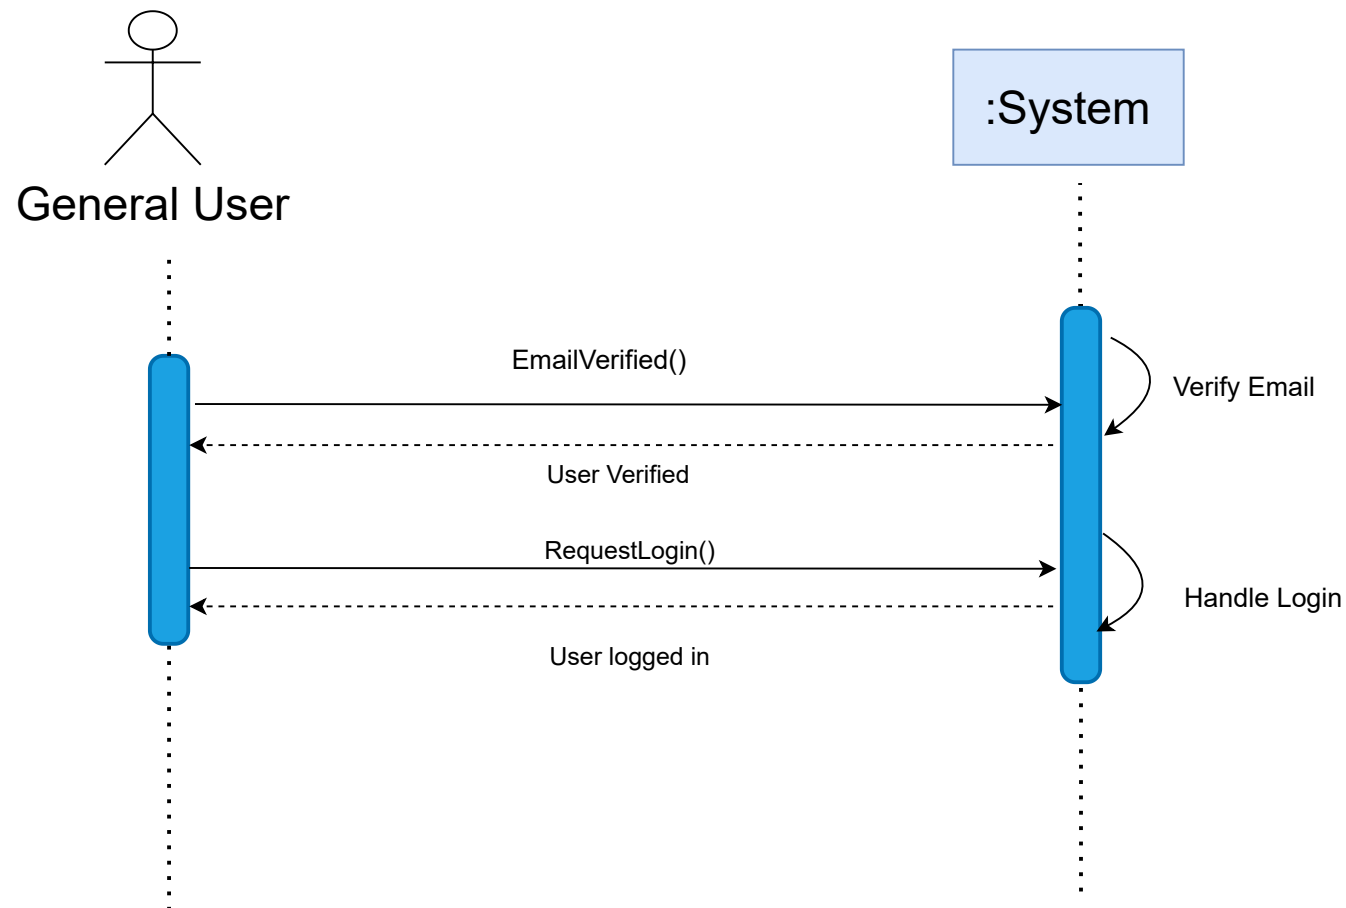 :System
General User
EmailVerified()
Verify Email
User Verified
RequestLogin()
Handle Login
User logged in